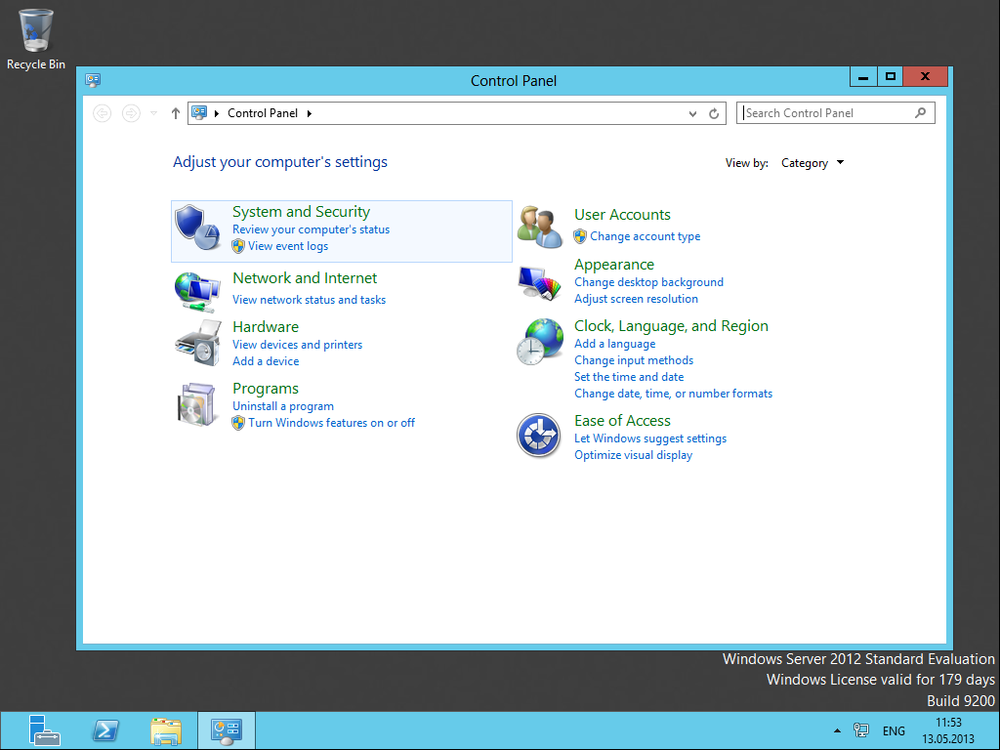 Recycle Bin
Control Panel
Control Panel
Search Control Panel
Adjust your computer's settings
View by: Category
System and Security
Review your computer's status
View event logs
Network and Internet
View network status and tasks
Hardware
View devices and printers
Add a device
Programs
Uninstall a program
Turn Windows features on or off
User Accounts
Change account type
Appearance
Change desktop background
Adjust screen resolution
Clock, Language, and Region
Add a language
Change input methods
Set the time and date
Change date, time, or number formats
Ease of Access
Let Windows suggest settings
Optimize visual display
Windows Server 2012 Standard Evaluation
Windows License valid for 179 days
Build 9200
ENG
11:53
13.05.2013